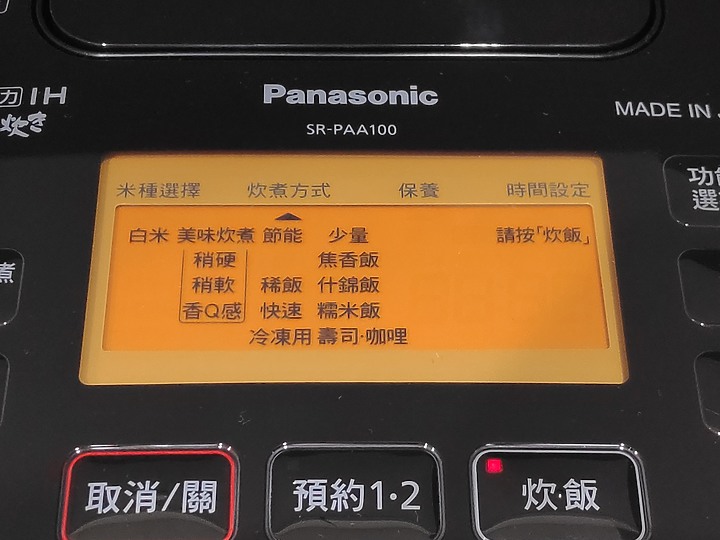 力 IH
炊き
Panasonic
SR-PAA100
MADE IN
米種選擇 炊煮方式 保養 時間設定
白米 美味炊煮 節能 少量 請按「炊飯」
稍硬 焦香飯
稍軟 稀飯 什錦飯
香Q感 快速 糯米飯
冷凍用 壽司·咖哩
功
選
煮
取消/關 預約1·2 炊·飯